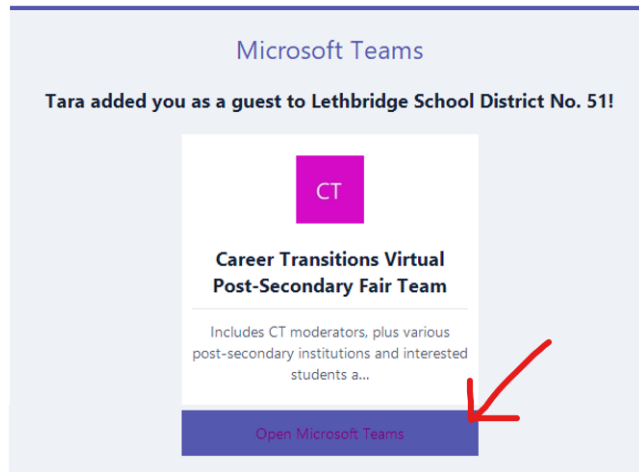 Microsoft Teams
Tara added you as a guest to Lethbridge School District No. 51!
CT
Career Transitions Virtual
Post-Secondary Fair Team
Includes CT moderators, plus various
post-secondary institutions and interested
students a...
Open Microsoft Teams